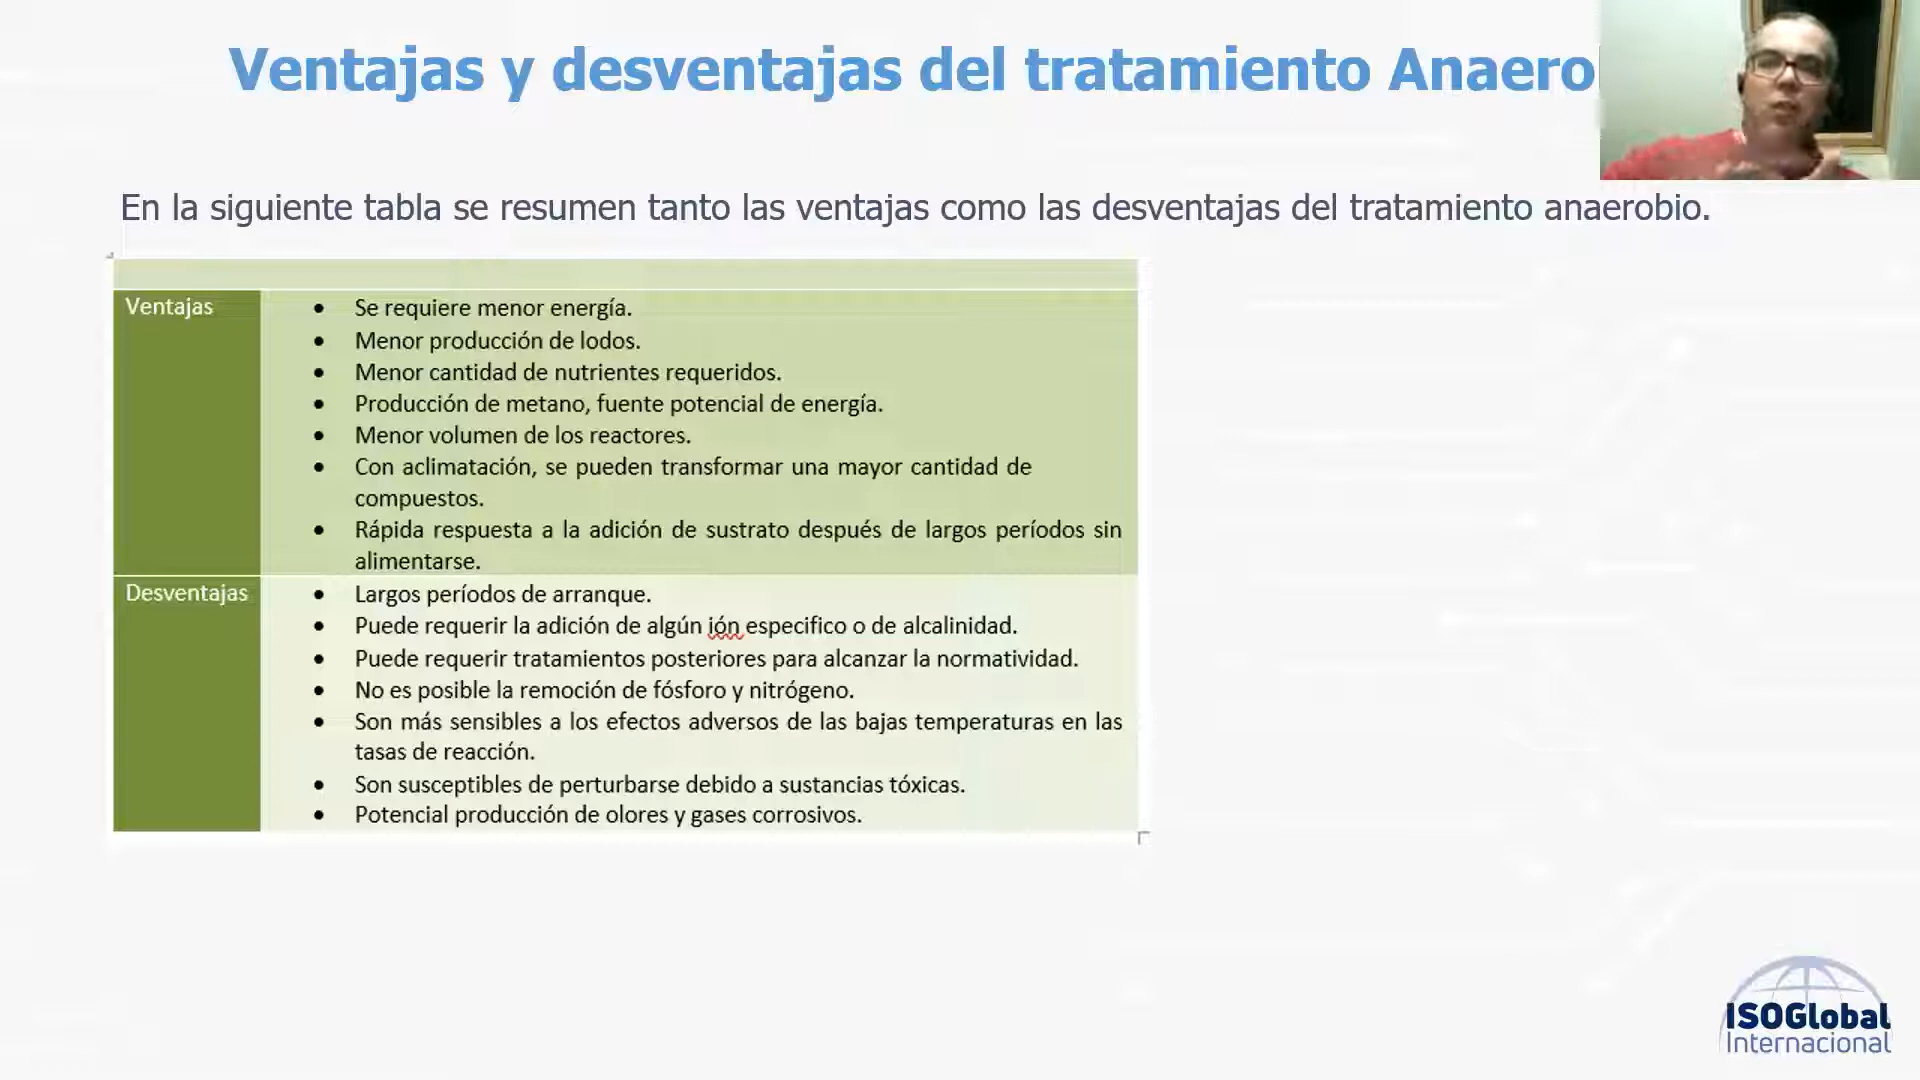 Ventajas y desventajas del tratamiento Anaero
En la siguiente tabla se resumen tanto las ventajas como las desventajas del tratamiento anaerobio.
Ventajas
• Se requiere menor energía.
• Menor producción de lodos.
• Menor cantidad de nutrientes requeridos.
• Producción de metano, fuente potencial de energía.
• Menor volumen de los reactores.
• Con aclimatación, se pueden transformar una mayor cantidad de
compuestos.
• Rápida respuesta a la adición de sustrato después de largos períodos sin
alimentarse.
Desventajas
• Largos períodos de arranque.
• Puede requerir la adición de algún ión especifico o de alcalinidad.
• Puede requerir tratamientos posteriores para alcanzar la normatividad.
• No es posible la remoción de fósforo y nitrógeno.
• Son más sensibles a los efectos adversos de las bajas temperaturas en las
tasas de reacción.
• Son susceptibles de perturbarse debido a sustancias tóxicas.
• Potencial producción de olores y gases corrosivos.
ISOGlobal
Internacional